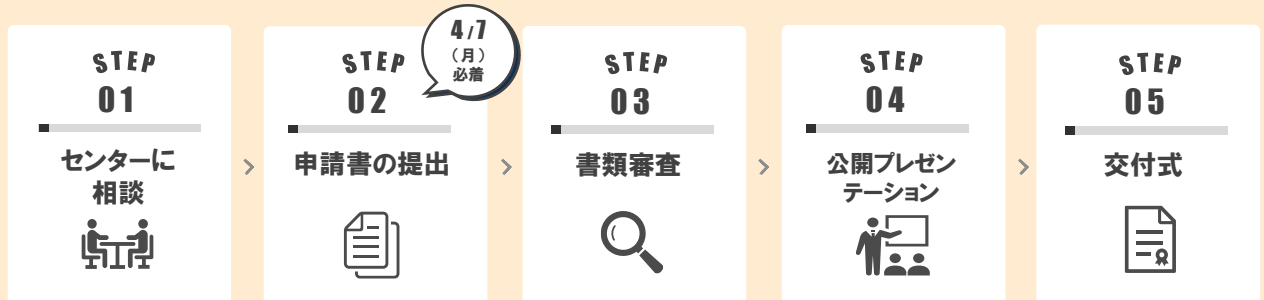 STEP
01
センターに
相談
STEP
02
4/7
（月）
必着
申請書の提出
STEP
03
書類審査
STEP
04
公開プレゼン
テーション
STEP
05
交付式